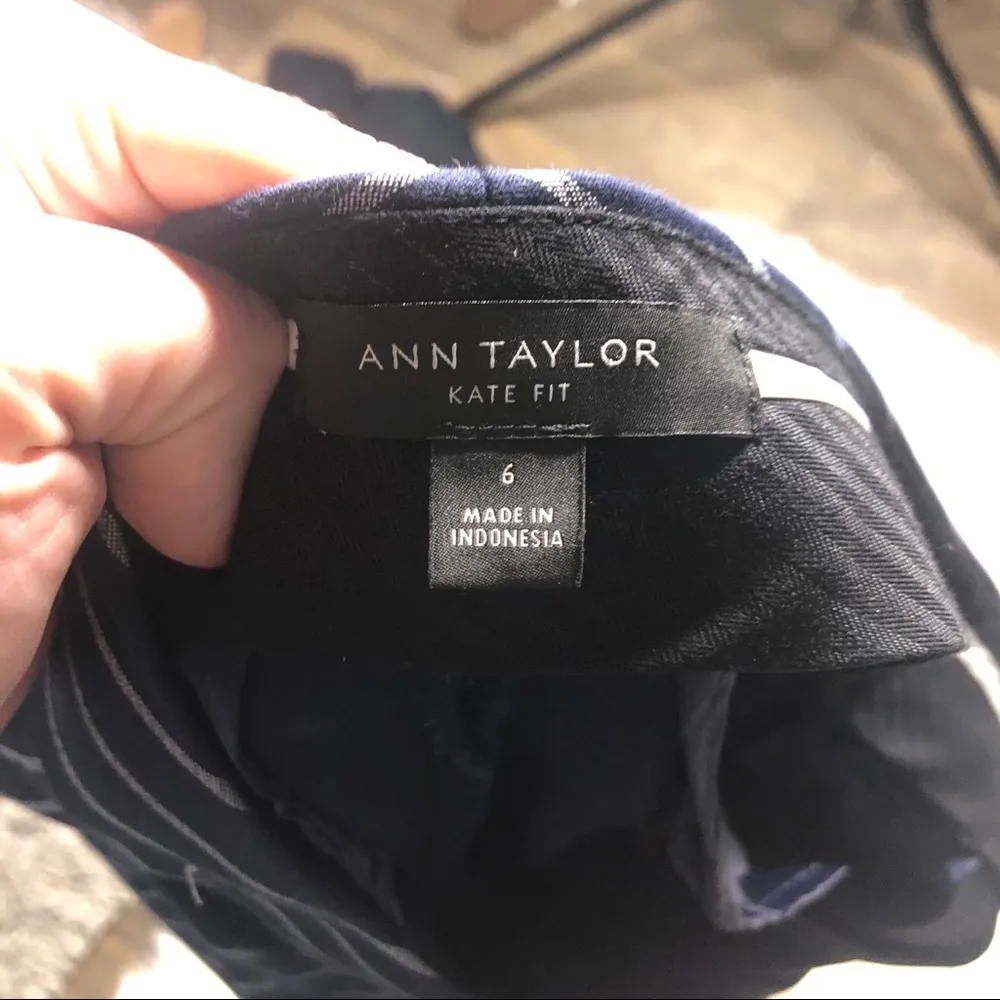 ANN TAYLOR
KATE FIT
6
MADE IN
INDONESIA